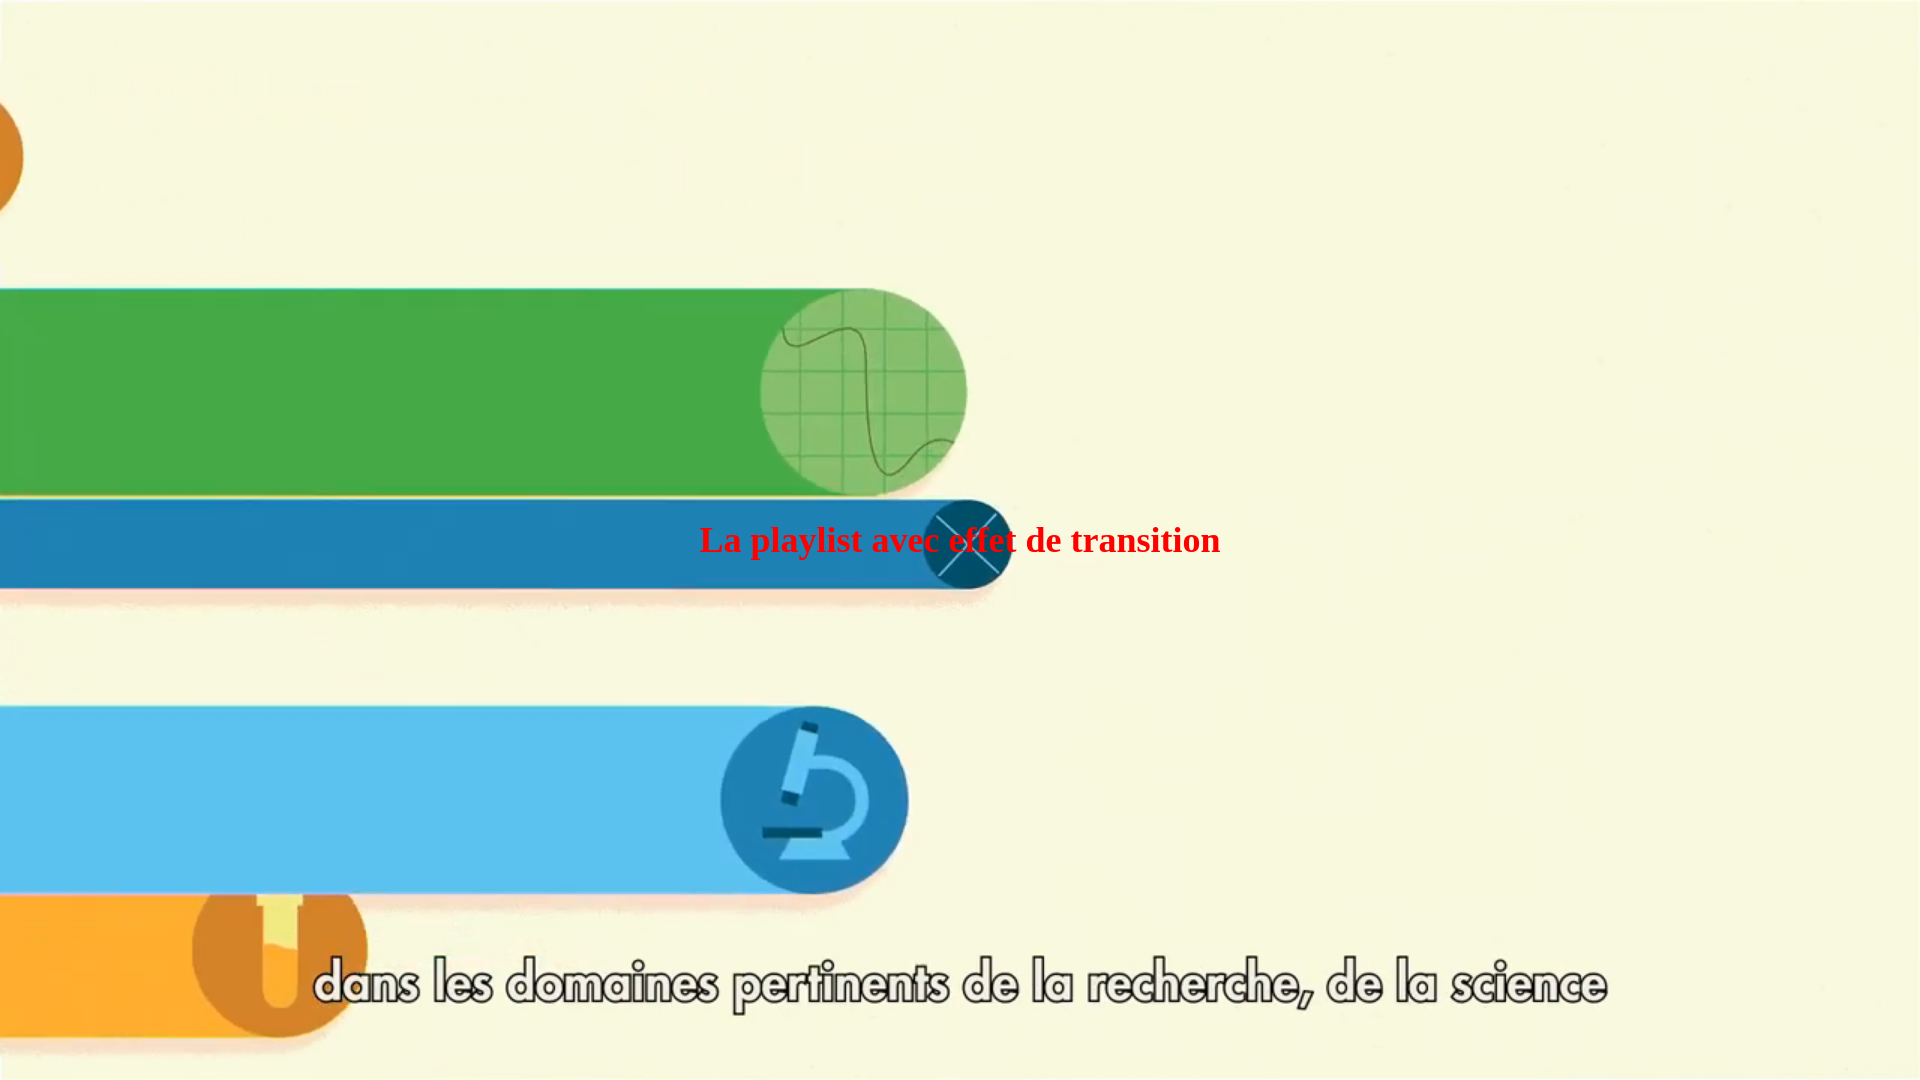 La playlist avec effet de transition
dans les domaines pertinents de la recherche, de la science